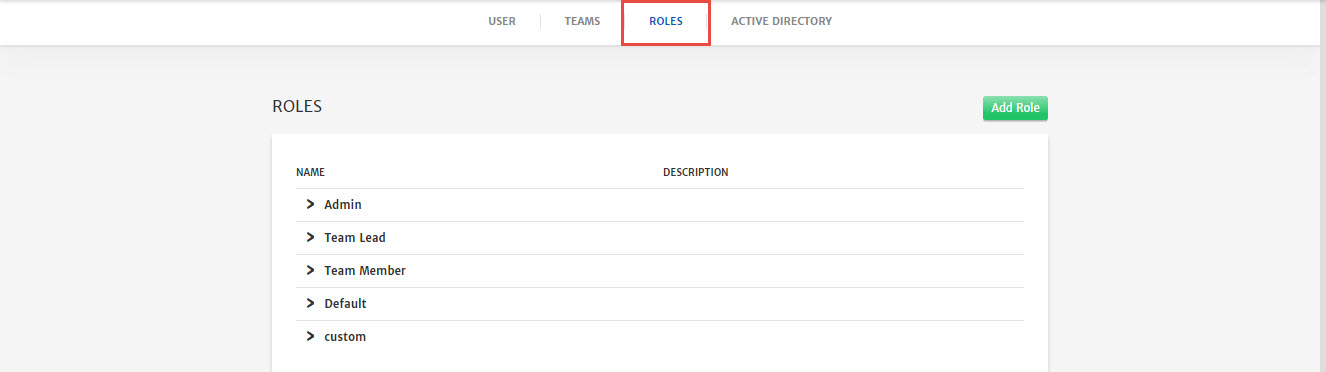 USER TEAMS ROLES ACTIVE DIRECTORY
ROLES Add Role
NAME DESCRIPTION
Admin
Team Lead
Team Member
Default
custom